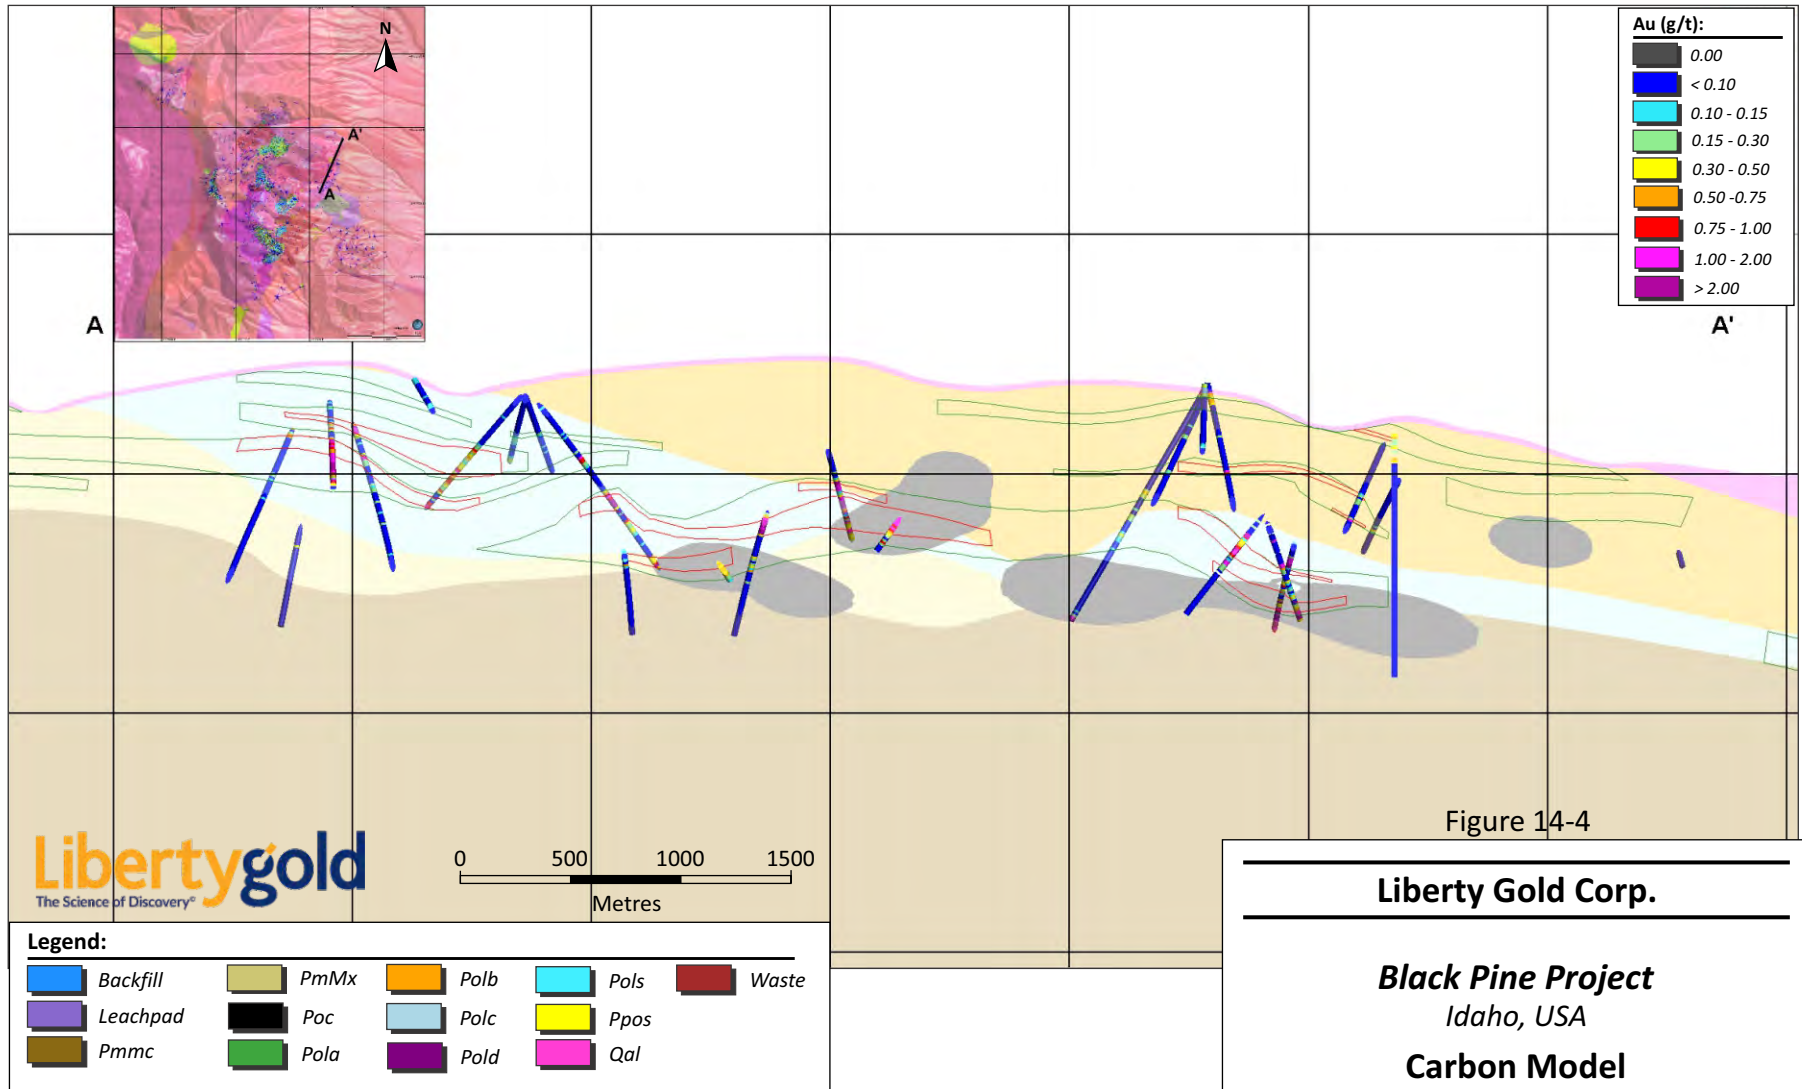 N
A'
A
Au (g/t):
0.00
< 0.10
0.10 - 0.15
0.15 - 0.30
0.30 - 0.50
0.50 -0.75
0.75 - 1.00
1.00 - 2.00
> 2.00
A
A'
Figure 14-4
Libertygold
The Science of Discovery©
0 500 1000 1500
Metres
Liberty Gold Corp.
Black Pine Project
Idaho, USA
Carbon Model
Legend:
Backfill PmMx Polb Pols Waste
Leachpad Poc Polc Ppos
Pmmc Pola Pold Qal